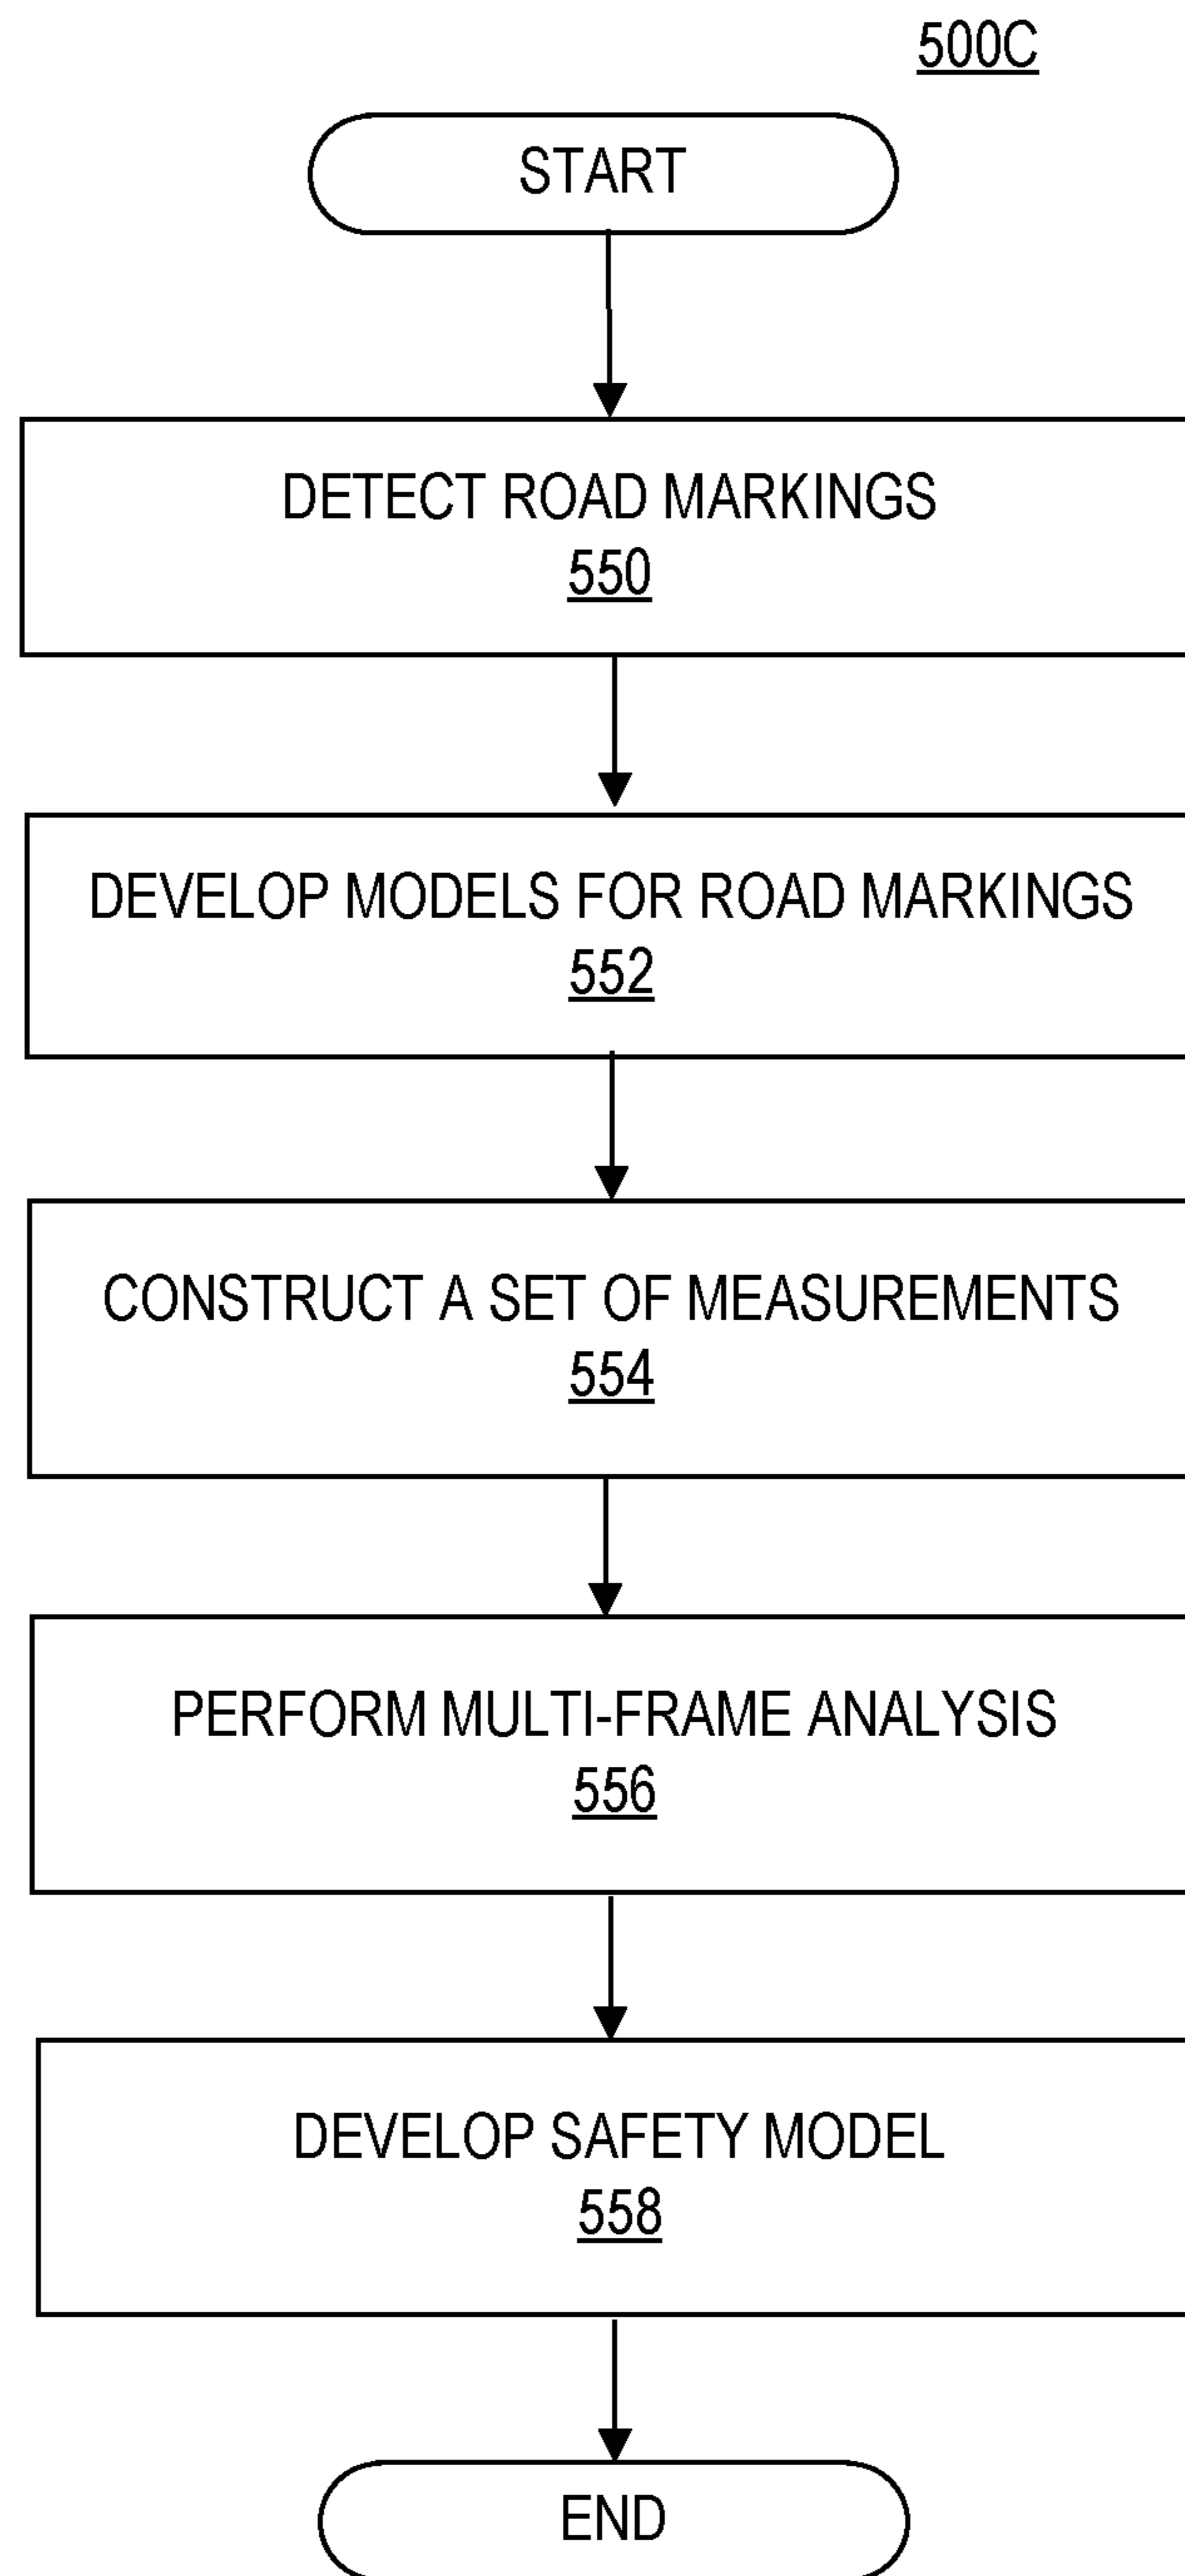 500C
START
DETECT ROAD MARKINGS
550
DEVELOP MODELS FOR ROAD MARKINGS
552
CONSTRUCT A SET OF MEASUREMENTS
554
PERFORM MULTI-FRAME ANALYSIS
556
DEVELOP SAFETY MODEL
558
END